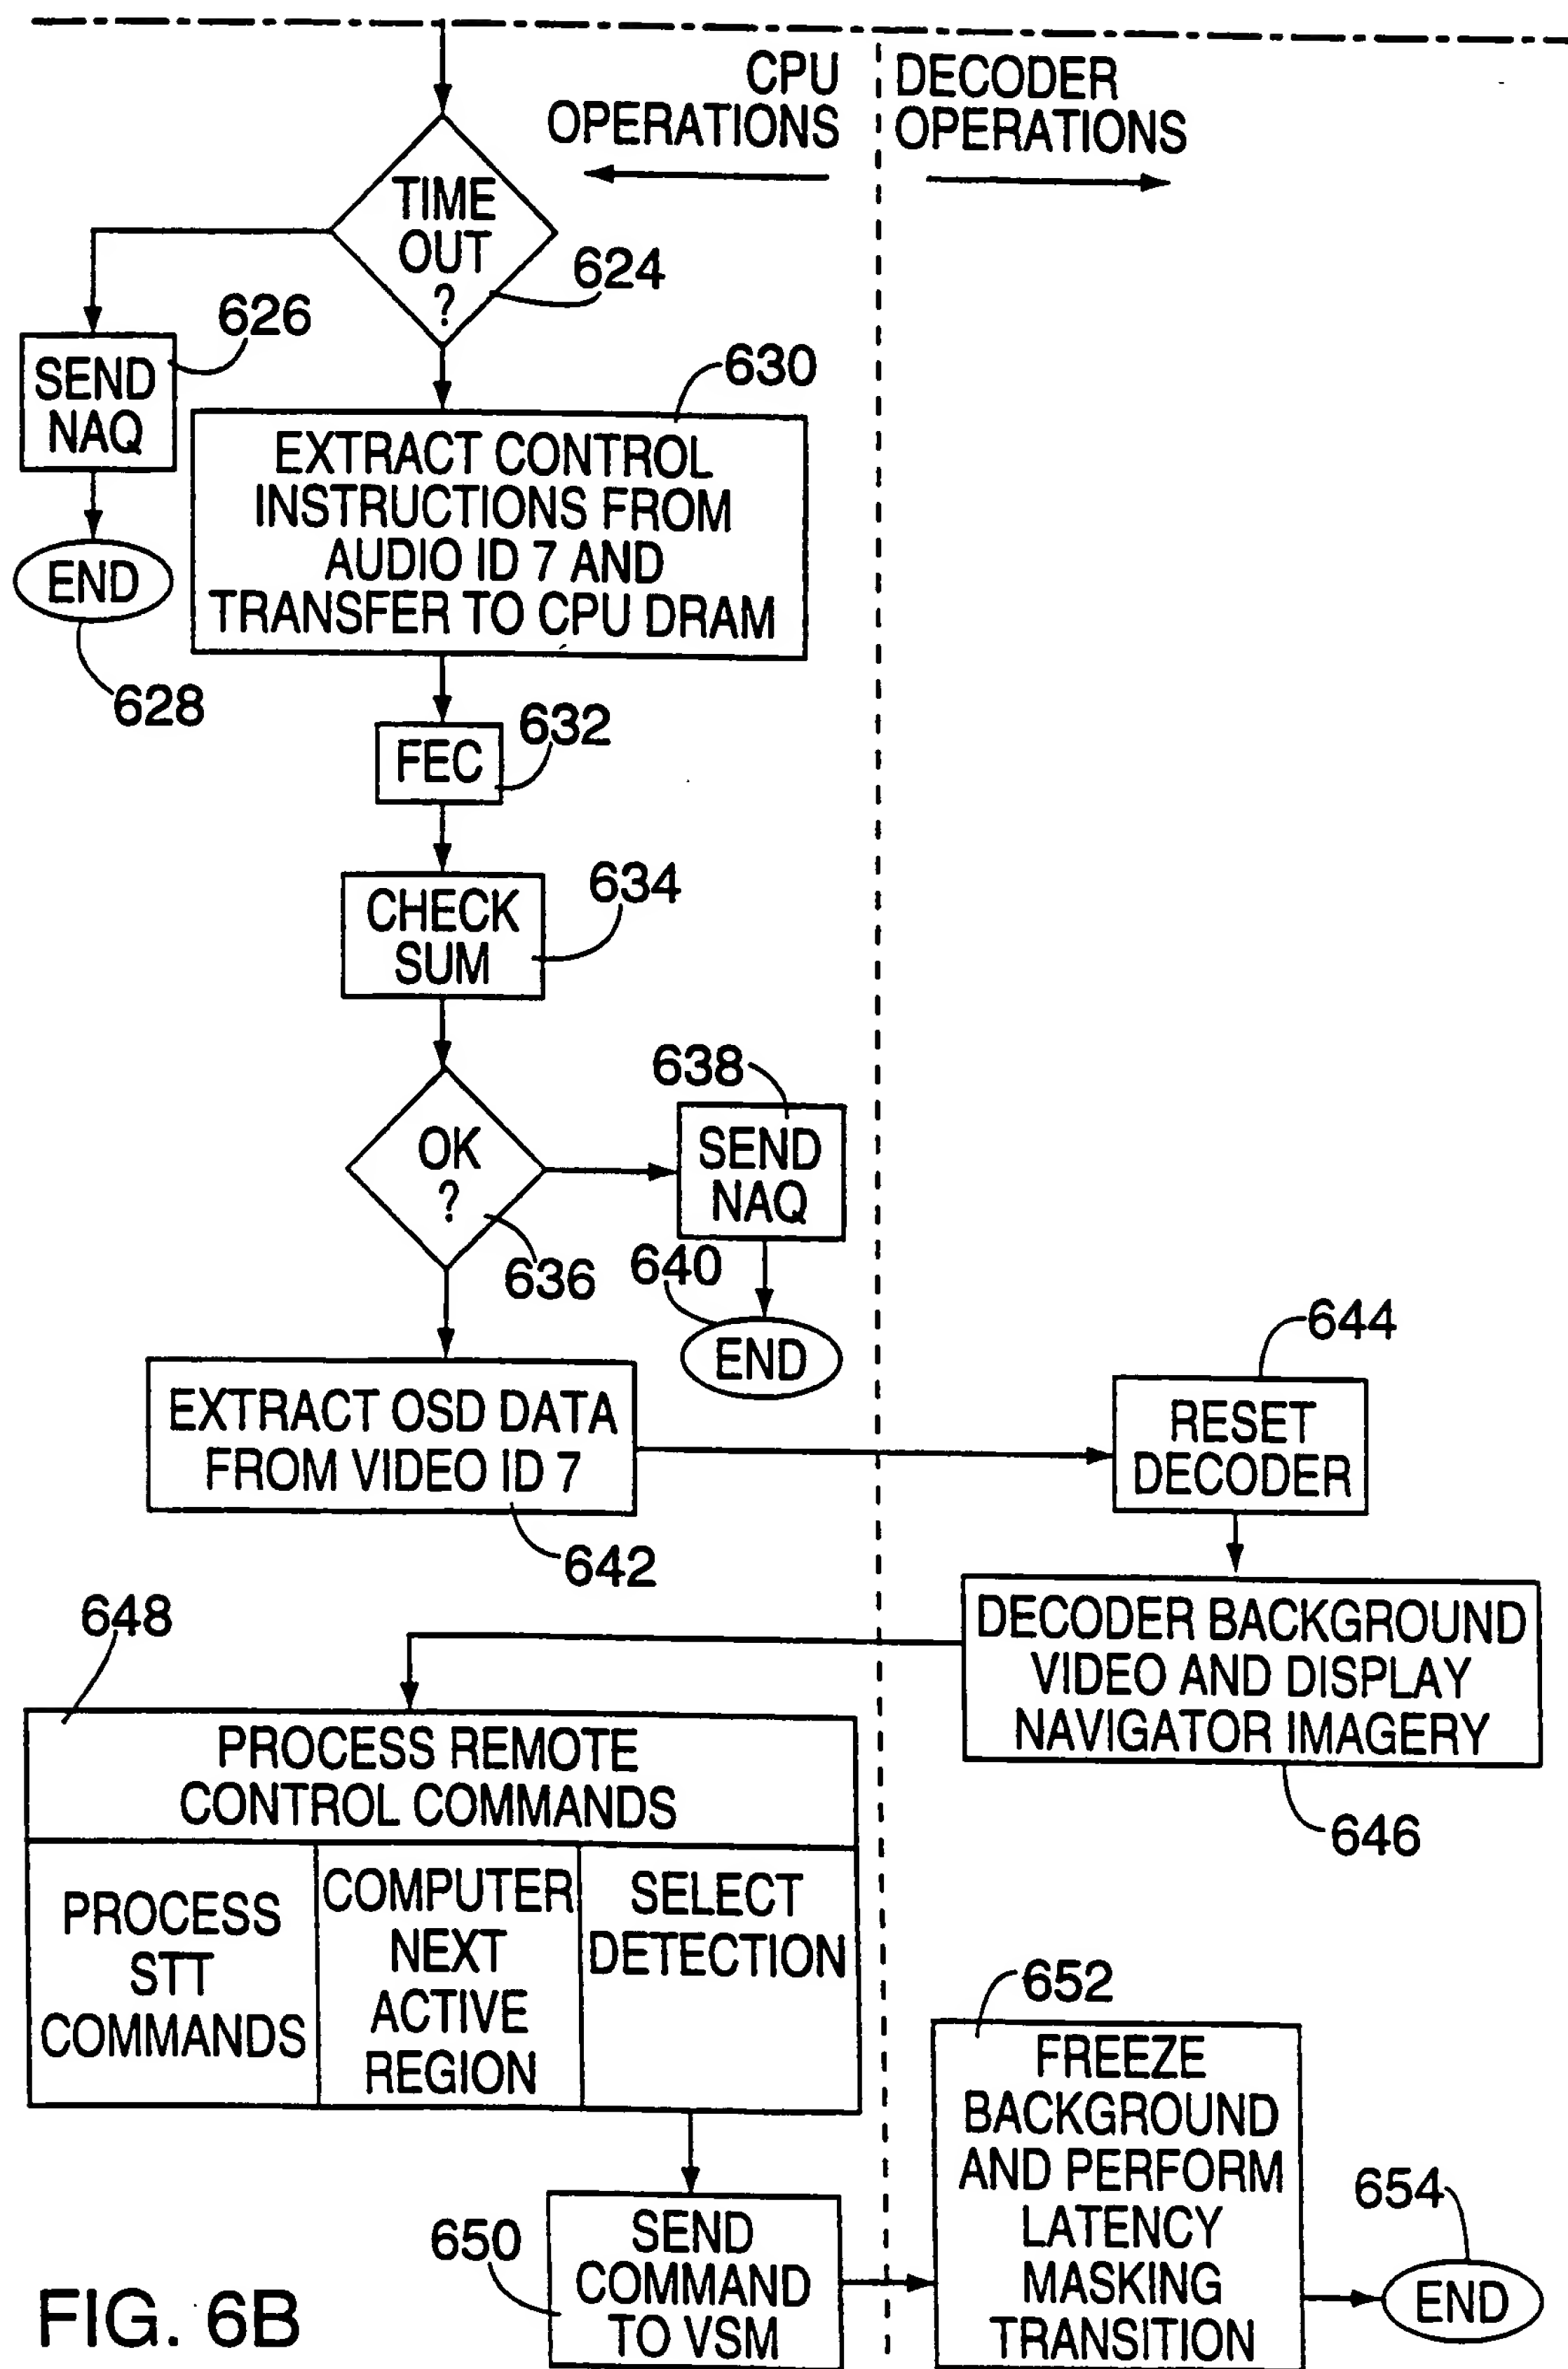 CPU
OPERATIONS
DECODER
OPERATIONS
TIME
OUT
?
624
626
SEND
NAQ
END
628
630
EXTRACT CONTROL
INSTRUCTIONS FROM
AUDIO ID 7 AND
TRANSFER TO CPU DRAM
632
FEC
634
CHECK
SUM
OK
?
636
638
SEND
NAQ
640
END
EXTRACT OSD DATA
FROM VIDEO ID 7
642
644
RESET
DECODER
DECODER BACKGROUND
VIDEO AND DISPLAY
NAVIGATOR IMAGERY
646
648
PROCESS REMOTE
CONTROL COMMANDS
PROCESS
STT
COMMANDS
COMPUTER
NEXT
ACTIVE
REGION
SELECT
DETECTION
650
SEND
COMMAND
TO VSM
652
FREEZE
BACKGROUND
AND PERFORM
LATENCY
MASKING
TRANSITION
654
END
FIG. 6B